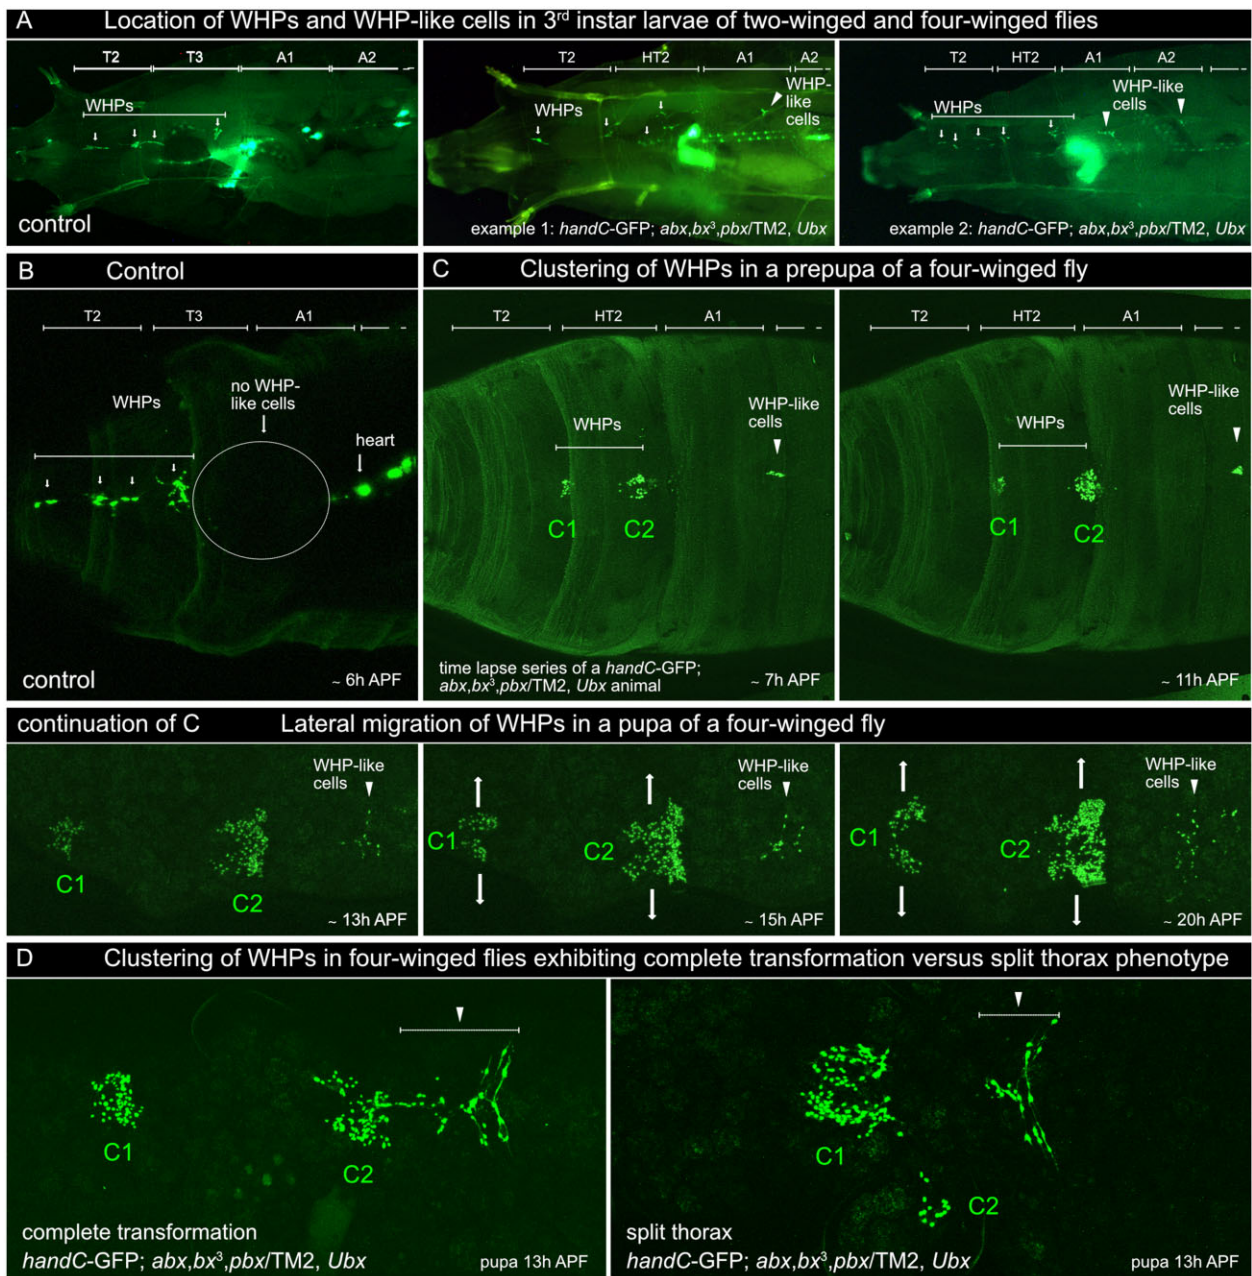 A Location of WHPs and WHP-like cells in 3rd instar larvae of two-winged and four-winged flies
T2 T3 A1 A2
WHPs
control
T2 HT2 A1 A2
WHPs
WHP-
like
cells
example 1: handC-GFP; abx,bx³,pbx/TM2, Ubx
T2 HT2 A1 A2
WHPs
WHP-like
cells
example 2: handC-GFP; abx,bx³,pbx/TM2, Ubx
B Control
T2 T3 A1
WHPs
no WHP-
like cells
heart
control
~ 6h APF
C Clustering of WHPs in a prepupa of a four-winged fly
T2 HT2 A1
WHPs
WHP-like
cells
C1 C2
time lapse series of a handC-GFP;
abx,bx³,pbx/TM2, Ubx animal
~ 7h APF
T2 HT2 A1
WHPs
WHP-like
cells
C1 C2
~ 11h APF
continuation of C Lateral migration of WHPs in a pupa of a four-winged fly
WHP-like
cells
C1
C2
~ 13h APF
WHP-like
cells
C1
C2
~ 15h APF
WHP-like
cells
C1
C2
~ 20h APF
D Clustering of WHPs in four-winged flies exhibiting complete transformation versus split thorax phenotype
C1
C2
complete transformation
handC-GFP; abx,bx³,pbx/TM2, Ubx
pupa 13h APF
C1
C2
split thorax
handC-GFP; abx,bx³,pbx/TM2, Ubx
pupa 13h APF